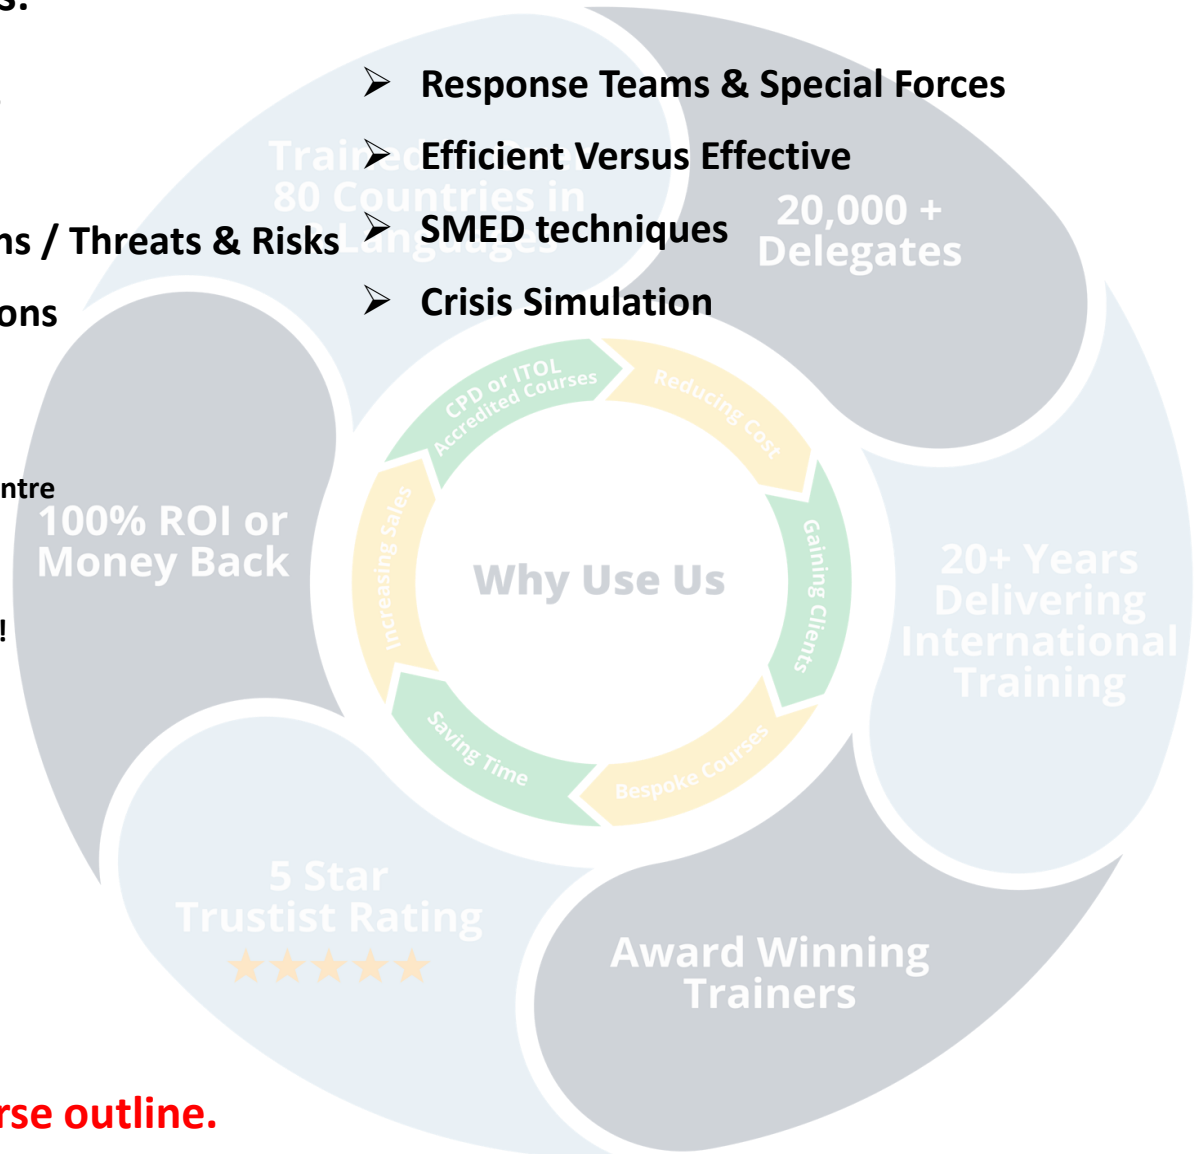 s:
➢ Response Teams & Special Forces
➢ Efficient Versus Effective
ns / Threats & Risks
➢ SMED techniques
ons
➢ Crisis Simulation
ntre
!
rse outline.
80 Countries in
Languages
20,000 +
Delegates
100% ROI or
Money Back
20+ Years
Delivering
International
Training
5 Star
Trustist Rating
Award Winning
Trainers
CPD or ITOL
Accredited Courses
Reducing Cost
Gaining Clients
Bespoke Courses
Saving Time
Increasing Sales
Why Use Us